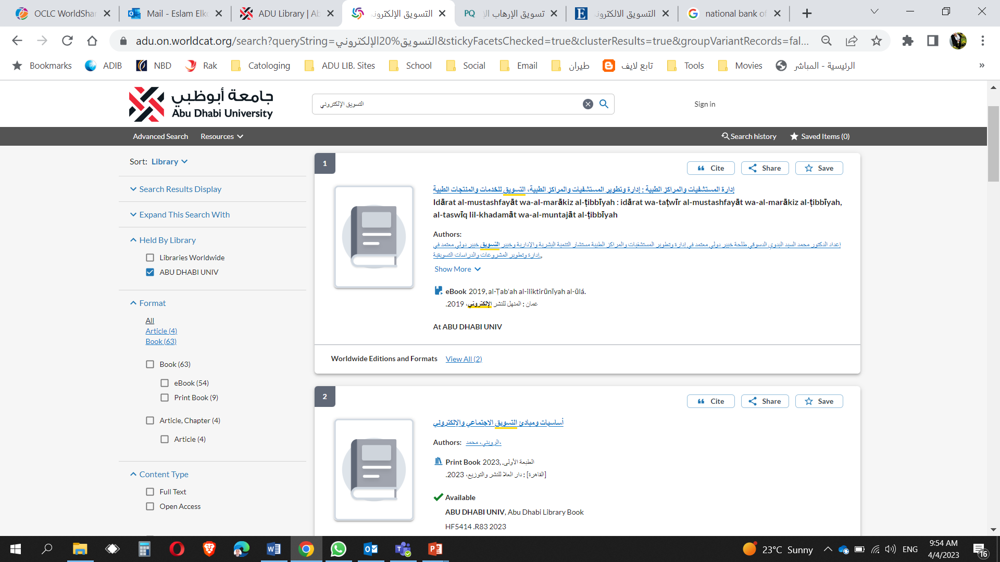 OCLC WorldShar
Mail - Eslam Elko
ADU Library | Ab
التسويق الإلكترونـ
تسويق الإرهاب الإ
التسويق الالكترونـ
national bank of
adu.on.worldcat.org/search?queryString=التسويق%20الإلكتروني&stickyFacetsChecked=true&clusterResults=true&groupVariantRecords=fal...
Bookmarks
ADIB
NBD
Rak
Catologing
ADU LIB. Sites
School
Social
Email
طيران
تابع لايف
Tools
Movies
الرئيسية - المباشر
»
جامعة أبوظبي
Abu Dhabi University
التسويق الإلكتروني
Sign in
Advanced Search
Resources
Search history
Saved Items (0)
Sort: Library
Search Results Display
Expand This Search With
Held By Library
Libraries Worldwide
ABU DHABI UNIV
Format
All
Article (4)
Book (63)
Book (63)
eBook (54)
Print Book (9)
Article, Chapter (4)
Article (4)
Content Type
Full Text
Open Access
1
Cite
Share
Save
إدارة المستشفيات والمراكز الطبية : إدارة وتطوير المستشفيات والمراكز الطبية، التسويق للخدمات والمنتجات الطبية
Idārat al-mustashfayāt wa-al-marākiz al-ṭibbīyah : idārat wa-taṭwīr al-mustashfayāt wa-al-marākiz al-ṭibbīyah,
al-taswīq lil-khadamāt wa-al-muntajāt al-ṭibbīyah
Authors:
إعداد الدكتور محمد السيد البدوي الدسوقي طلحة خبير دولي معتمد في إدارة وتطوير المستشفيات والمراكز الطبية مستشار التنمية البشرية والإدارية وخبير التسويق خبير دولي معتمد في
إدارة وتطوير المشروعات والدراسات التسويقية.,
Show More
eBook 2019, al-Ṭabʻah al-iliktirūnīyah al-ūlá.
عمان : المنهل للنشر الإلكتروني، 2019.
At ABU DHABI UNIV
Worldwide Editions and Formats View All (2)
2
Cite
Share
Save
أساسيات ومبادئ التسويق الاجتماعي والإلكتروني
Authors: الروبني، محمد،
Print Book 2023, الطبعة الأولى.
[القاهرة] : دار العلا للنشر والتوزيع، 2023.
Available
ABU DHABI UNIV, Abu Dhabi Library Book
HF5414 .R83 2023
23°C Sunny
ENG
9:54 AM
4/4/2023
16